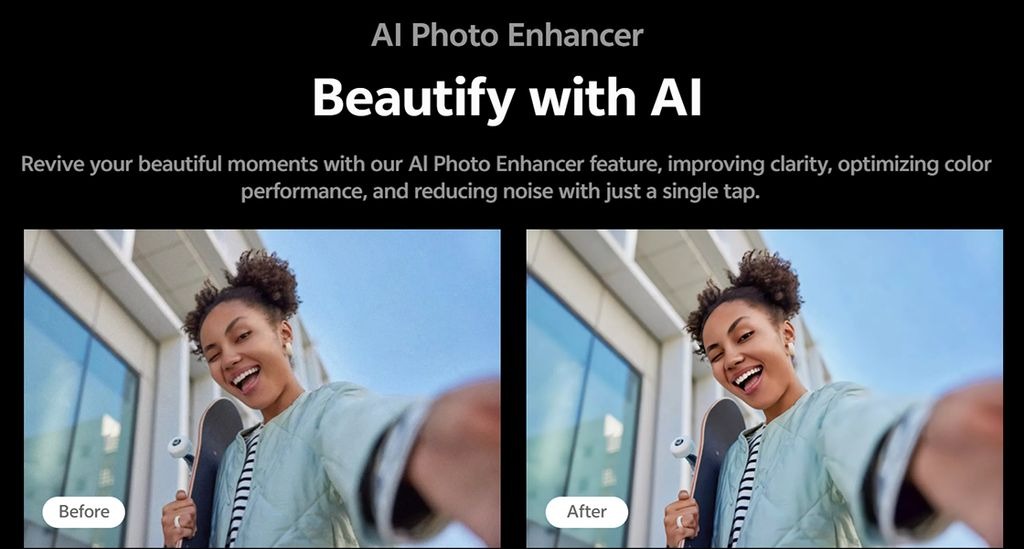 AI Photo Enhancer
Beautify with AI
Revive your beautiful moments with our AI Photo Enhancer feature, improving clarity, optimizing color
performance, and reducing noise with just a single tap.
Before
After